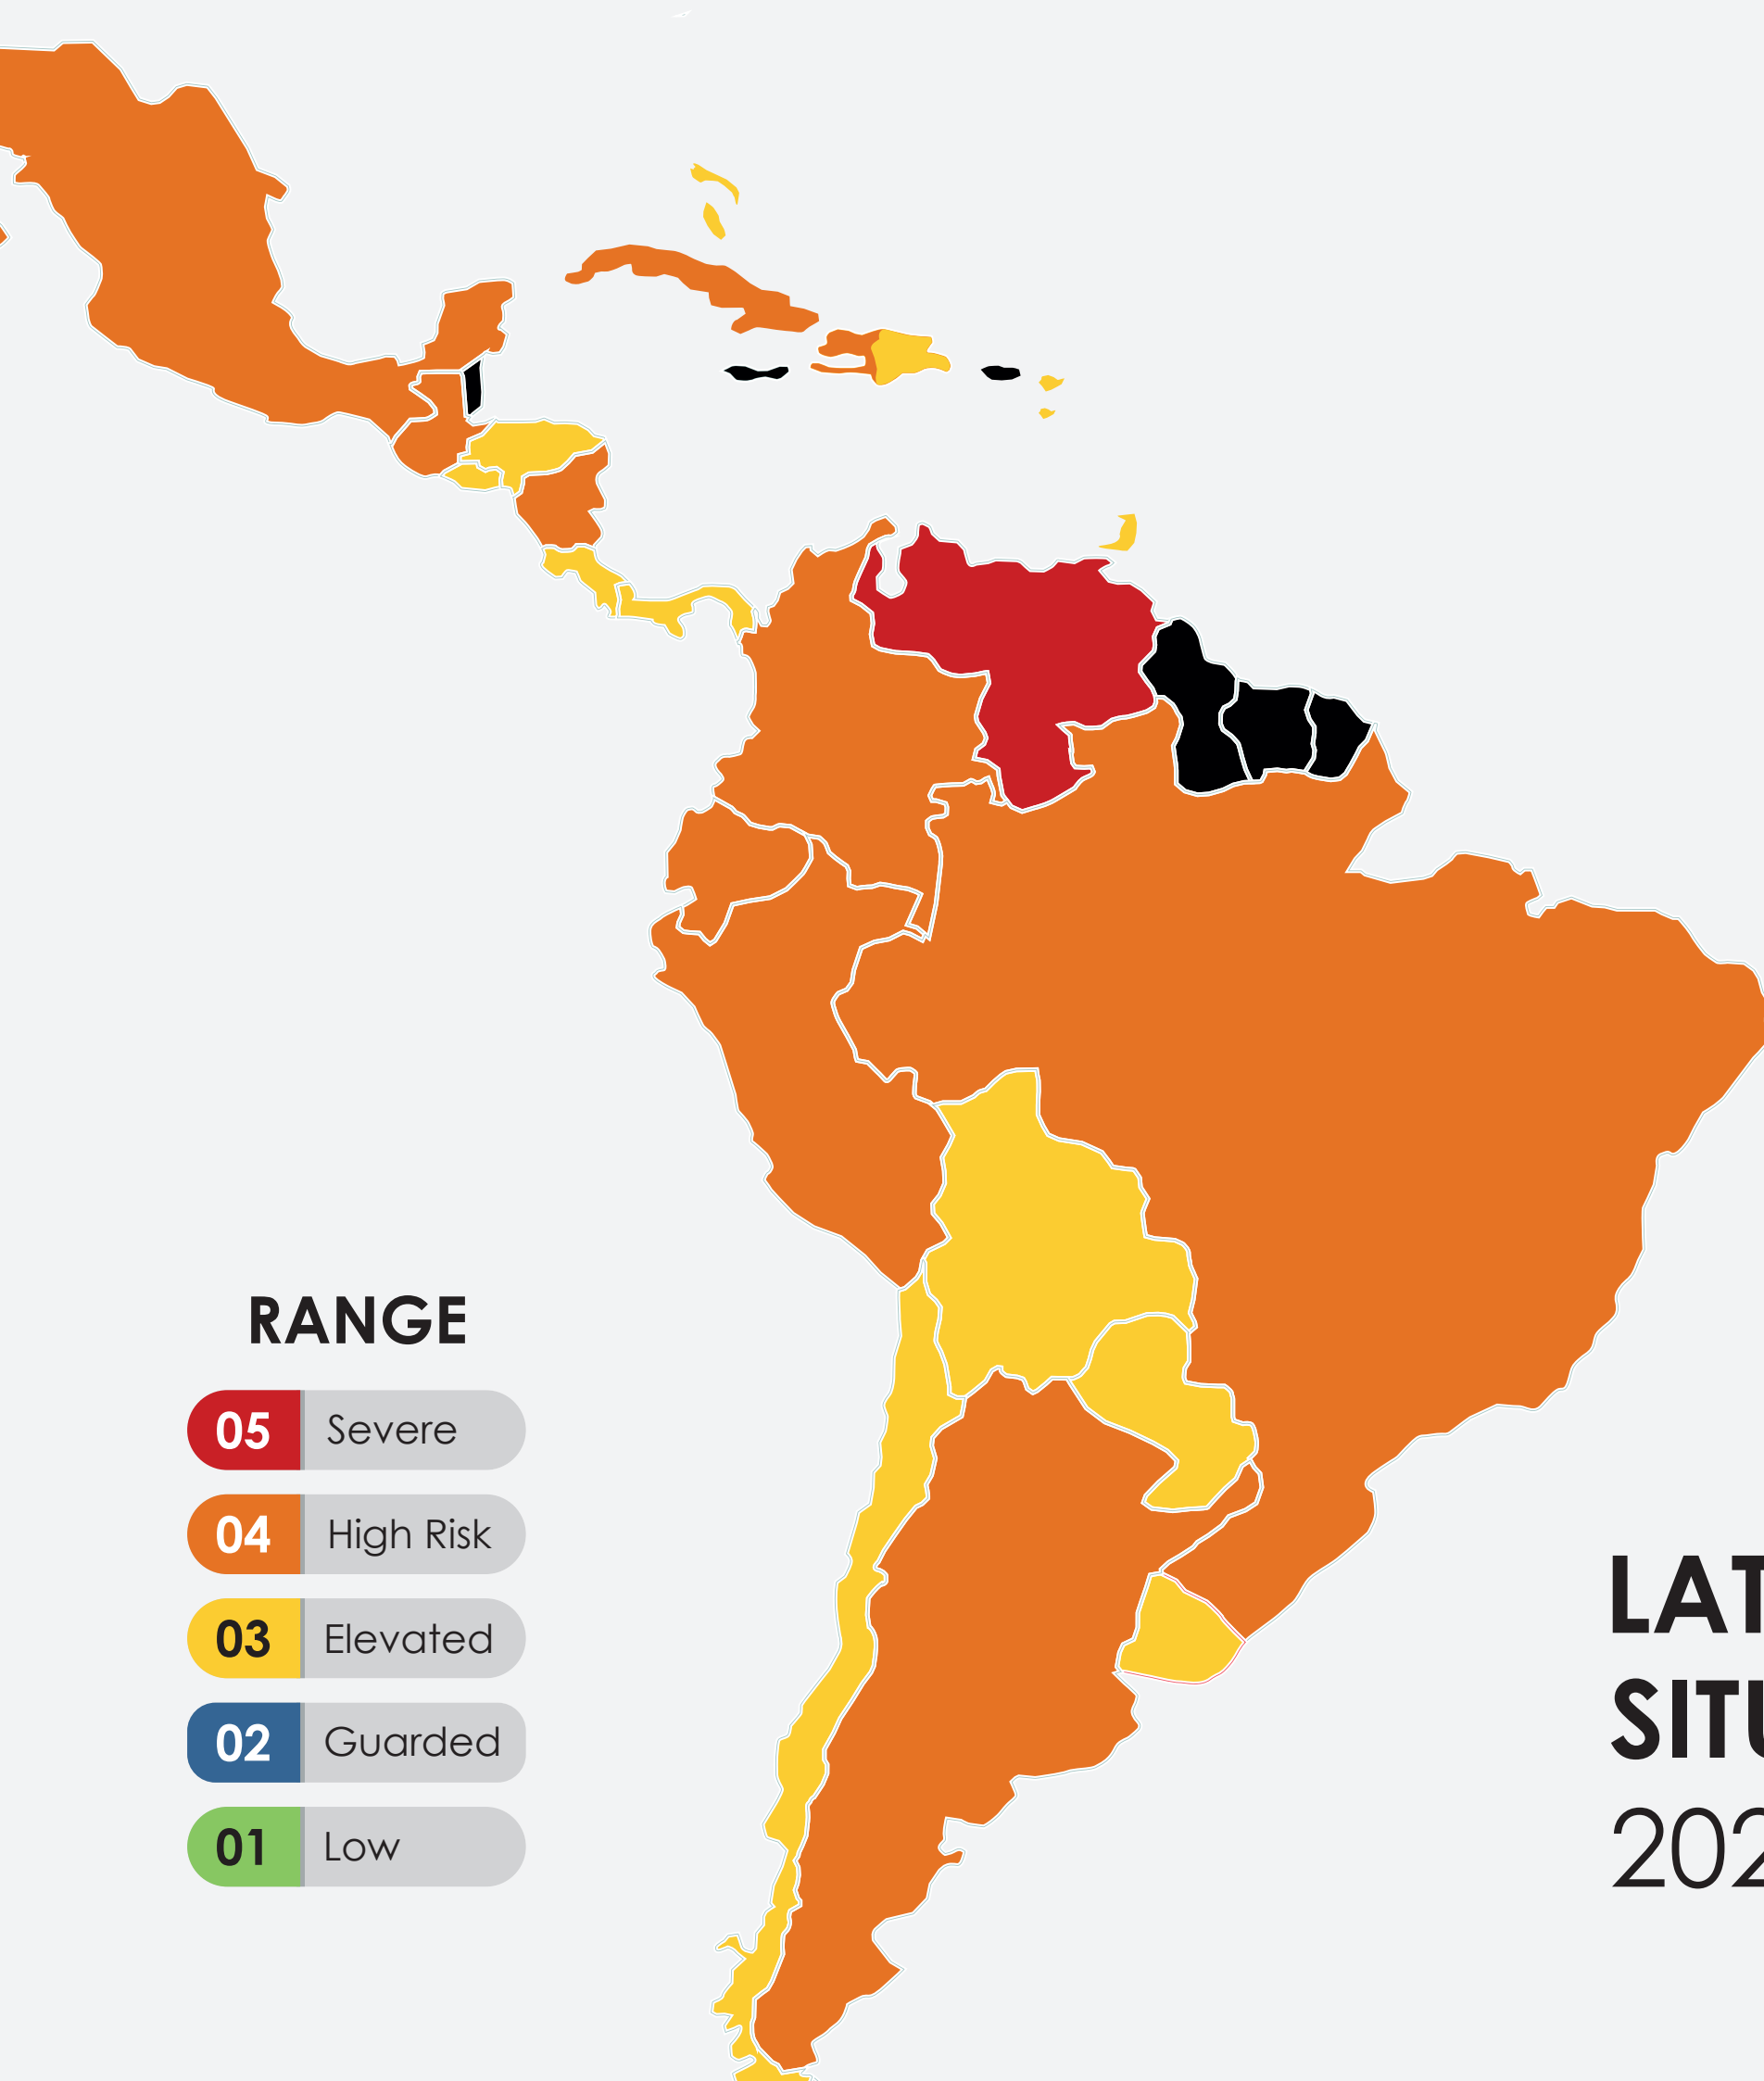 RANGE
05 Severe
04 High Risk
03 Elevated
02 Guarded
01 Low
LAT
SITU
202